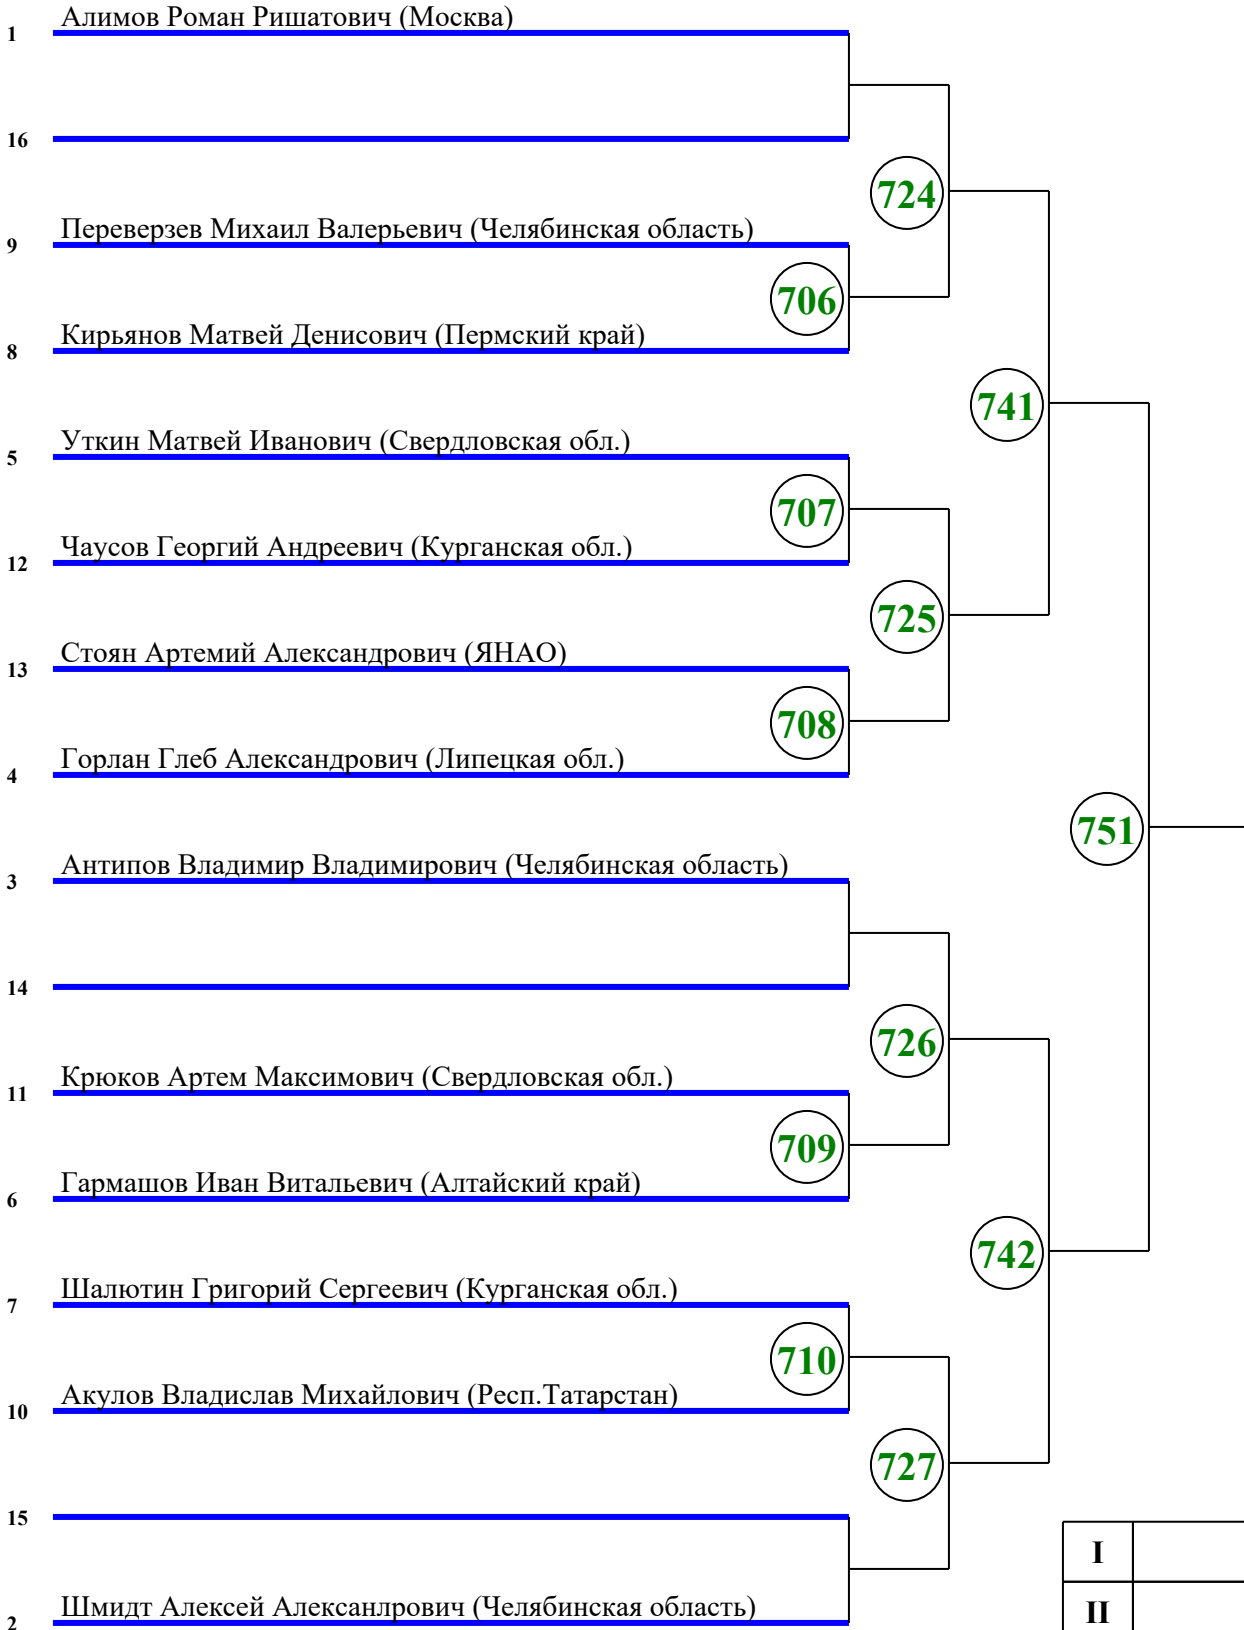 1 Алимов Роман Ришатович (Москва)
16
724
9 Переверзев Михаил Валерьевич (Челябинская область)
706
8 Кирьянов Матвей Денисович (Пермский край)
741
5 Уткин Матвей Иванович (Свердловская обл.)
707
12 Чаусов Георгий Андреевич (Курганская обл.)
725
13 Стоян Артемий Александрович (ЯНАО)
708
4 Горлан Глеб Александрович (Липецкая обл.)
751
3 Антипов Владимир Владимирович (Челябинская область)
14
726
11 Крюков Артем Максимович (Свердловская обл.)
709
6 Гармашов Иван Витальевич (Алтайский край)
742
7 Шалютин Григорий Сергеевич (Курганская обл.)
710
10 Акулов Владислав Михайлович (Респ.Татарстан)
727
15
I
2 Шмидт Алексей Алексанлрович (Челябинская область)
II